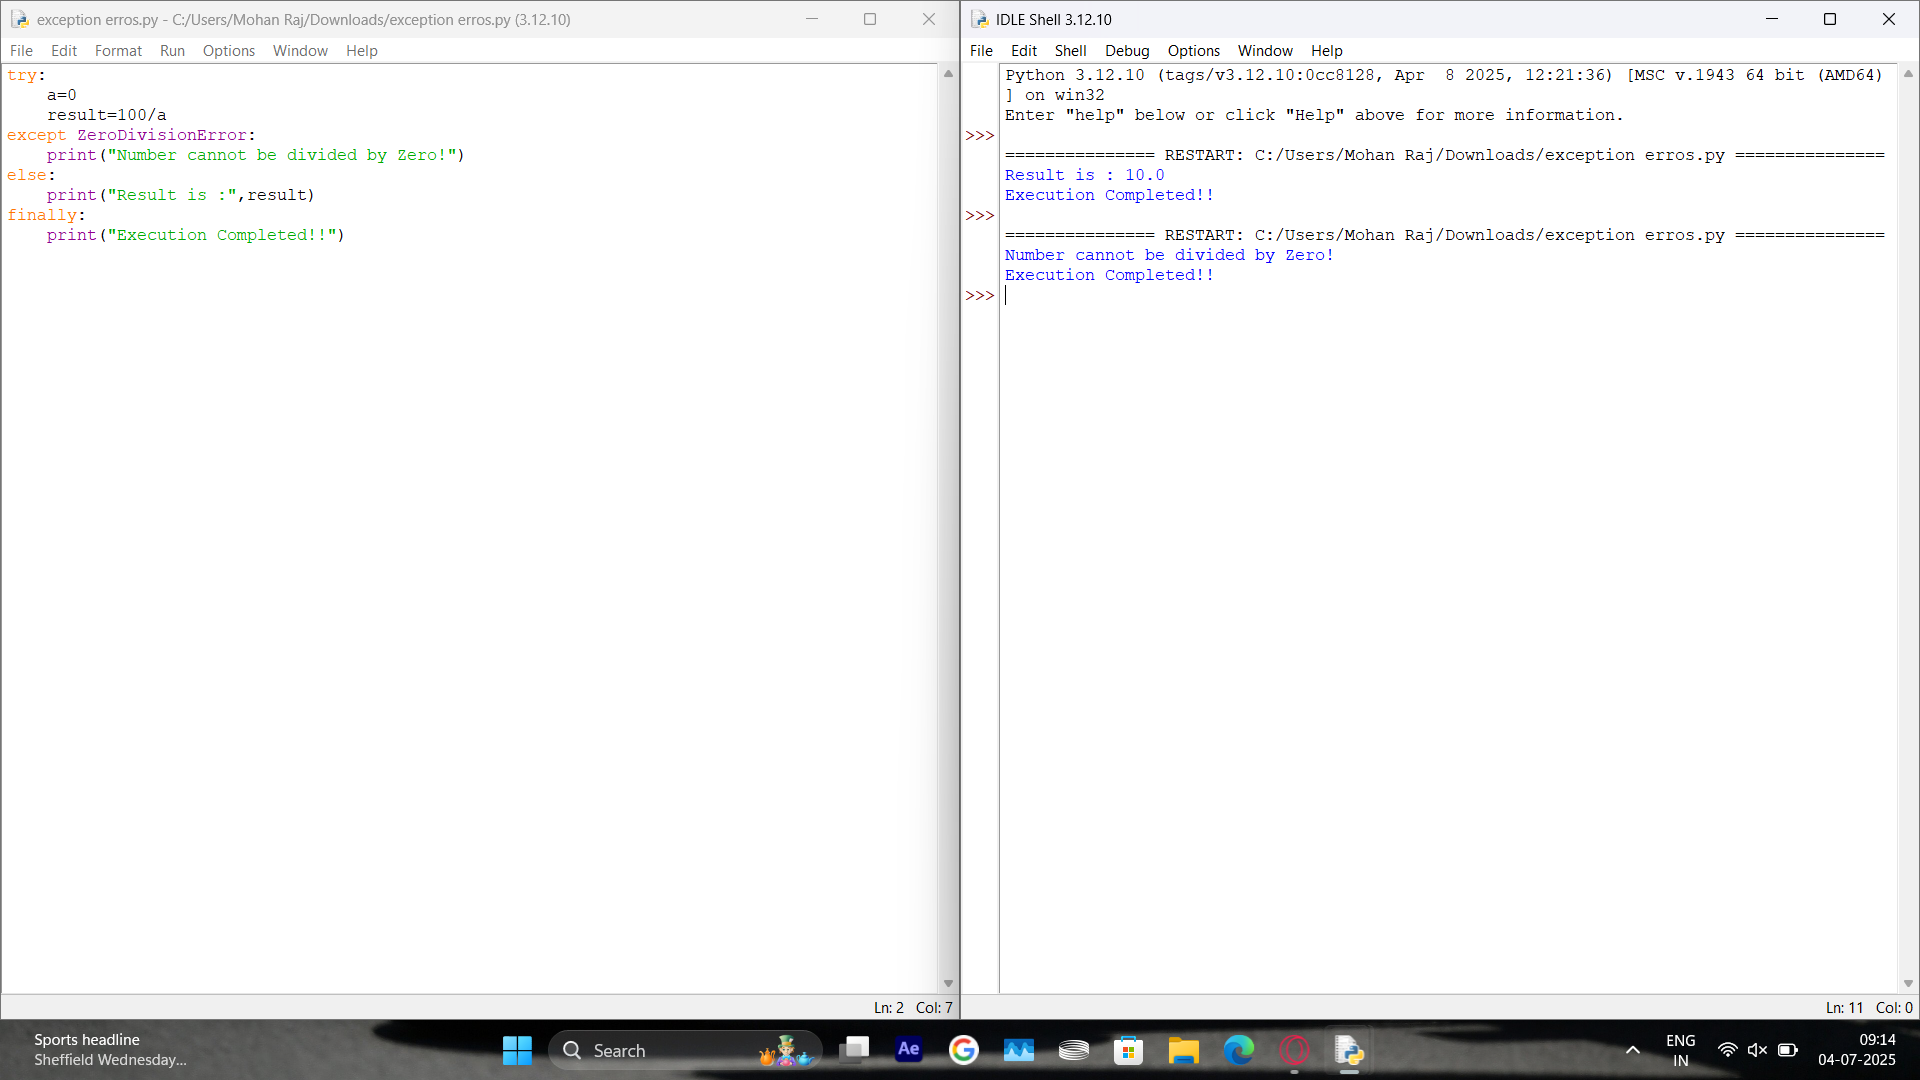 exception erros.py - C:/Users/Mohan Raj/Downloads/exception erros.py (3.12.10)
File Edit Format Run Options Window Help
try:
    a=0
    result=100/a
except ZeroDivisionError:
    print("Number cannot be divided by Zero!")
else:
    print("Result is :",result)
finally:
    print("Execution Completed!!")
Ln: 2 Col: 7
IDLE Shell 3.12.10
File Edit Shell Debug Options Window Help
Python 3.12.10 (tags/v3.12.10:0cc8128, Apr  8 2025, 12:21:36) [MSC v.1943 64 bit (AMD64)
] on win32
Enter "help" below or click "Help" above for more information.
>>>
=============== RESTART: C:/Users/Mohan Raj/Downloads/exception erros.py ===============
Result is : 10.0
Execution Completed!!
>>>
=============== RESTART: C:/Users/Mohan Raj/Downloads/exception erros.py ===============
Number cannot be divided by Zero!
Execution Completed!!
>>>
Ln: 11 Col: 0
Sports headline
Sheffield Wednesday...
Search
Ae
ENG
IN
09:14
04-07-2025